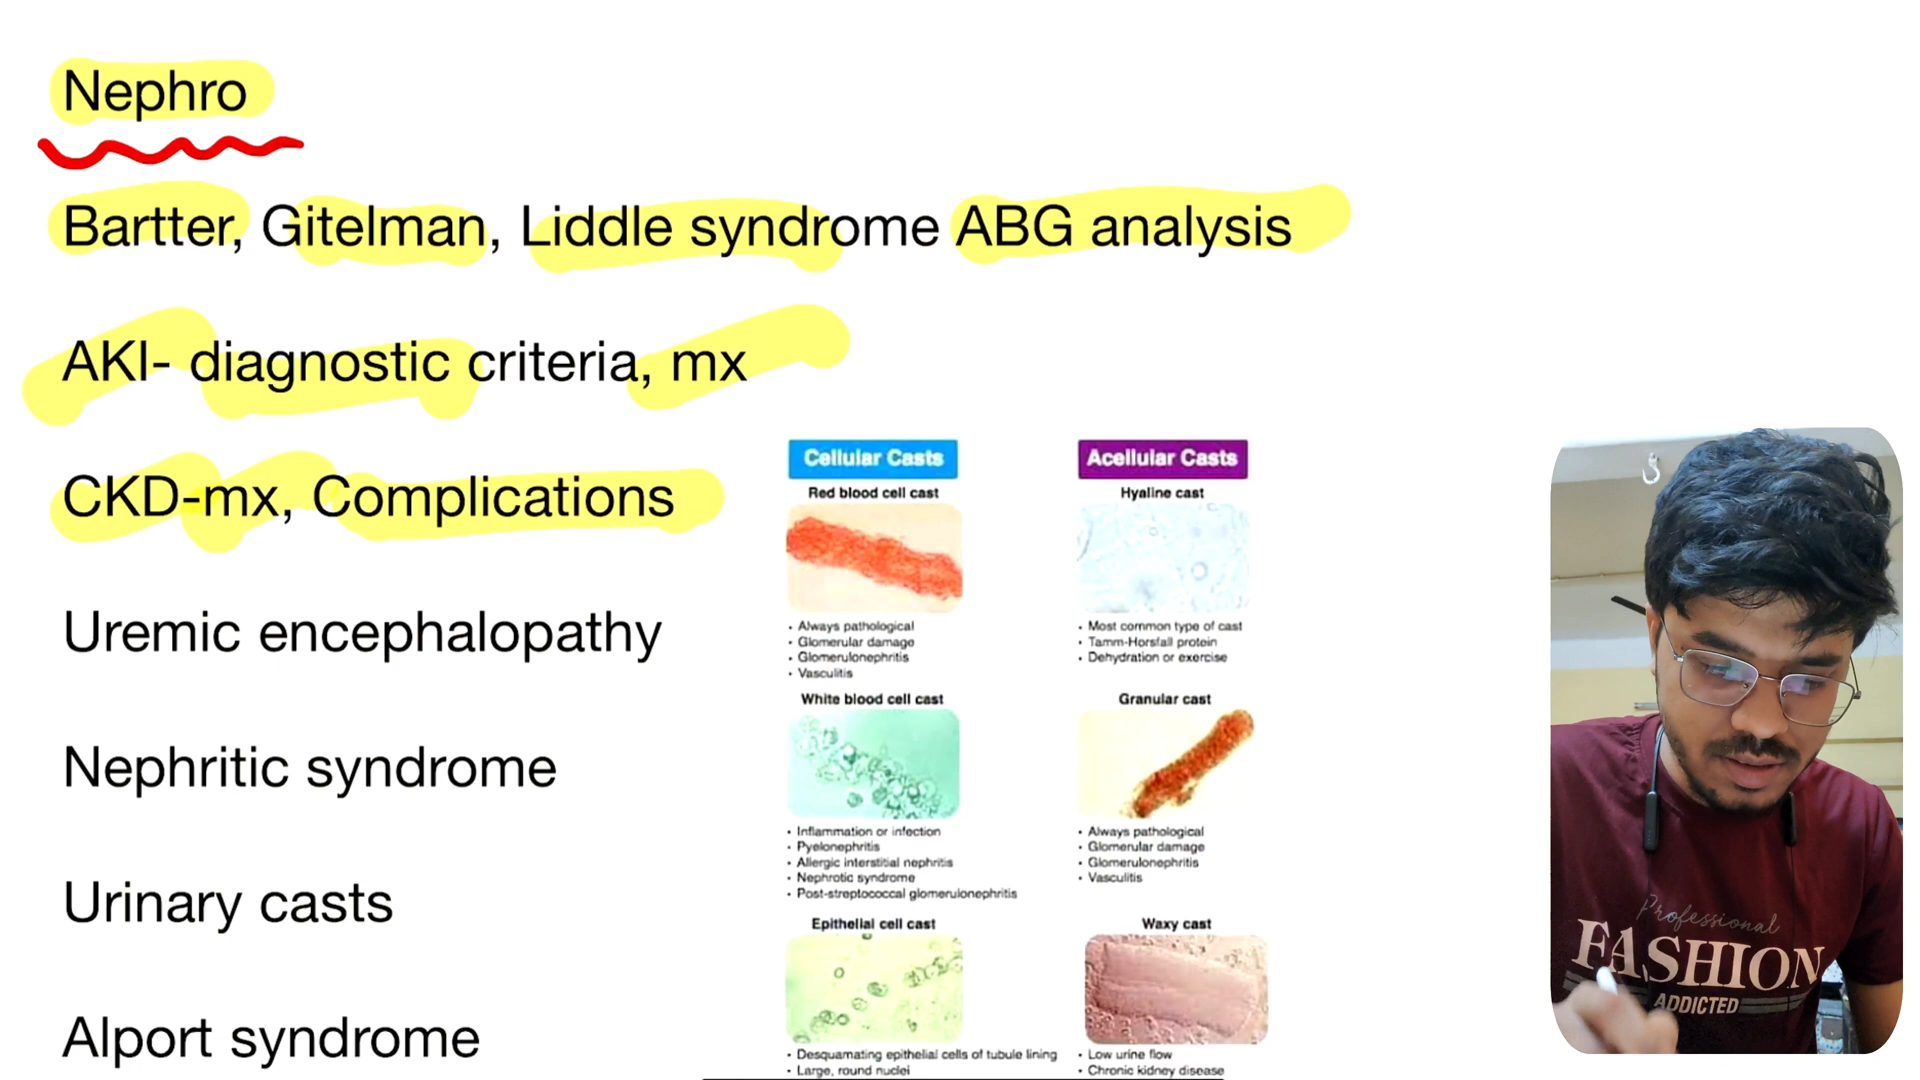 Nephro
Bartter, Gitelman, Liddle syndrome ABG analysis
AKI- diagnostic criteria, mx
CKD-mx, Complications
Uremic encephalopathy
Nephritic syndrome
Urinary casts
Alport syndrome
Cellular Casts
Red blood cell cast
• Always pathological
• Glomerular damage
• Glomerulonephritis
• Vasculitis
White blood cell cast
• Inflammation or infection
• Pyelonephritis
• Allergic interstitial nephritis
• Nephrotic syndrome
• Post-streptococcal glomerulonephritis
Epithelial cell cast
• Desquamating epithelial cells of tubule lining
• Large, round nuclei
Acellular Casts
Hyaline cast
• Most common type of cast
• Tamm-Horsfall protein
• Dehydration or exercise
Granular cast
• Always pathological
• Glomerular damage
• Glomerulonephritis
• Vasculitis
Waxy cast
• Low urine flow
• Chronic kidney disease
Professional
FASHION
ADDICTED